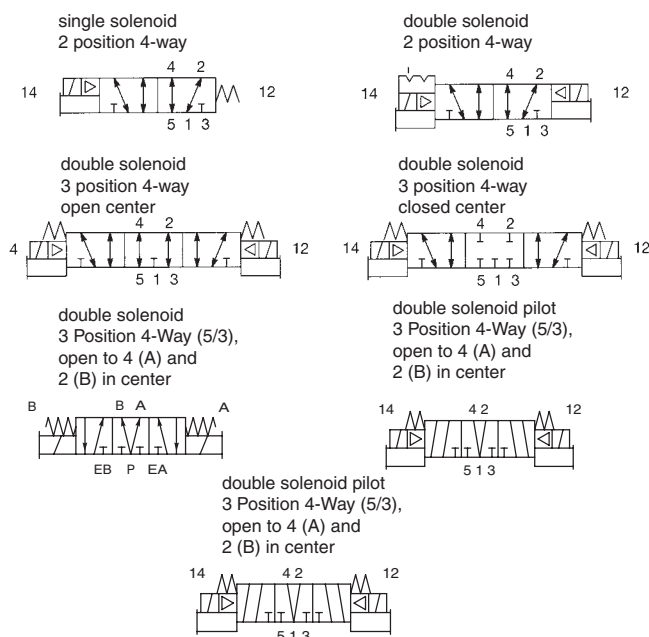 single solenoid
2 position 4-way
4 2
14
12
5 1 3
double solenoid
2 position 4-way
4 2
14
12
5 1 3
double solenoid
3 position 4-way
open center
4 2
4
12
5 1 3
double solenoid
3 position 4-way
closed center
4 2
14
12
5 1 3
double solenoid
3 Position 4-Way (5/3),
open to 4 (A) and
2 (B) in center
B
B A
A
EB P EA
double solenoid pilot
3 Position 4-Way (5/3),
open to 4 (A) and
2 (B) in center
14
4 2
12
5 1 3
double solenoid pilot
3 Position 4-Way (5/3),
open to 4 (A) and
2 (B) in center
14
4 2
12
5 1 3